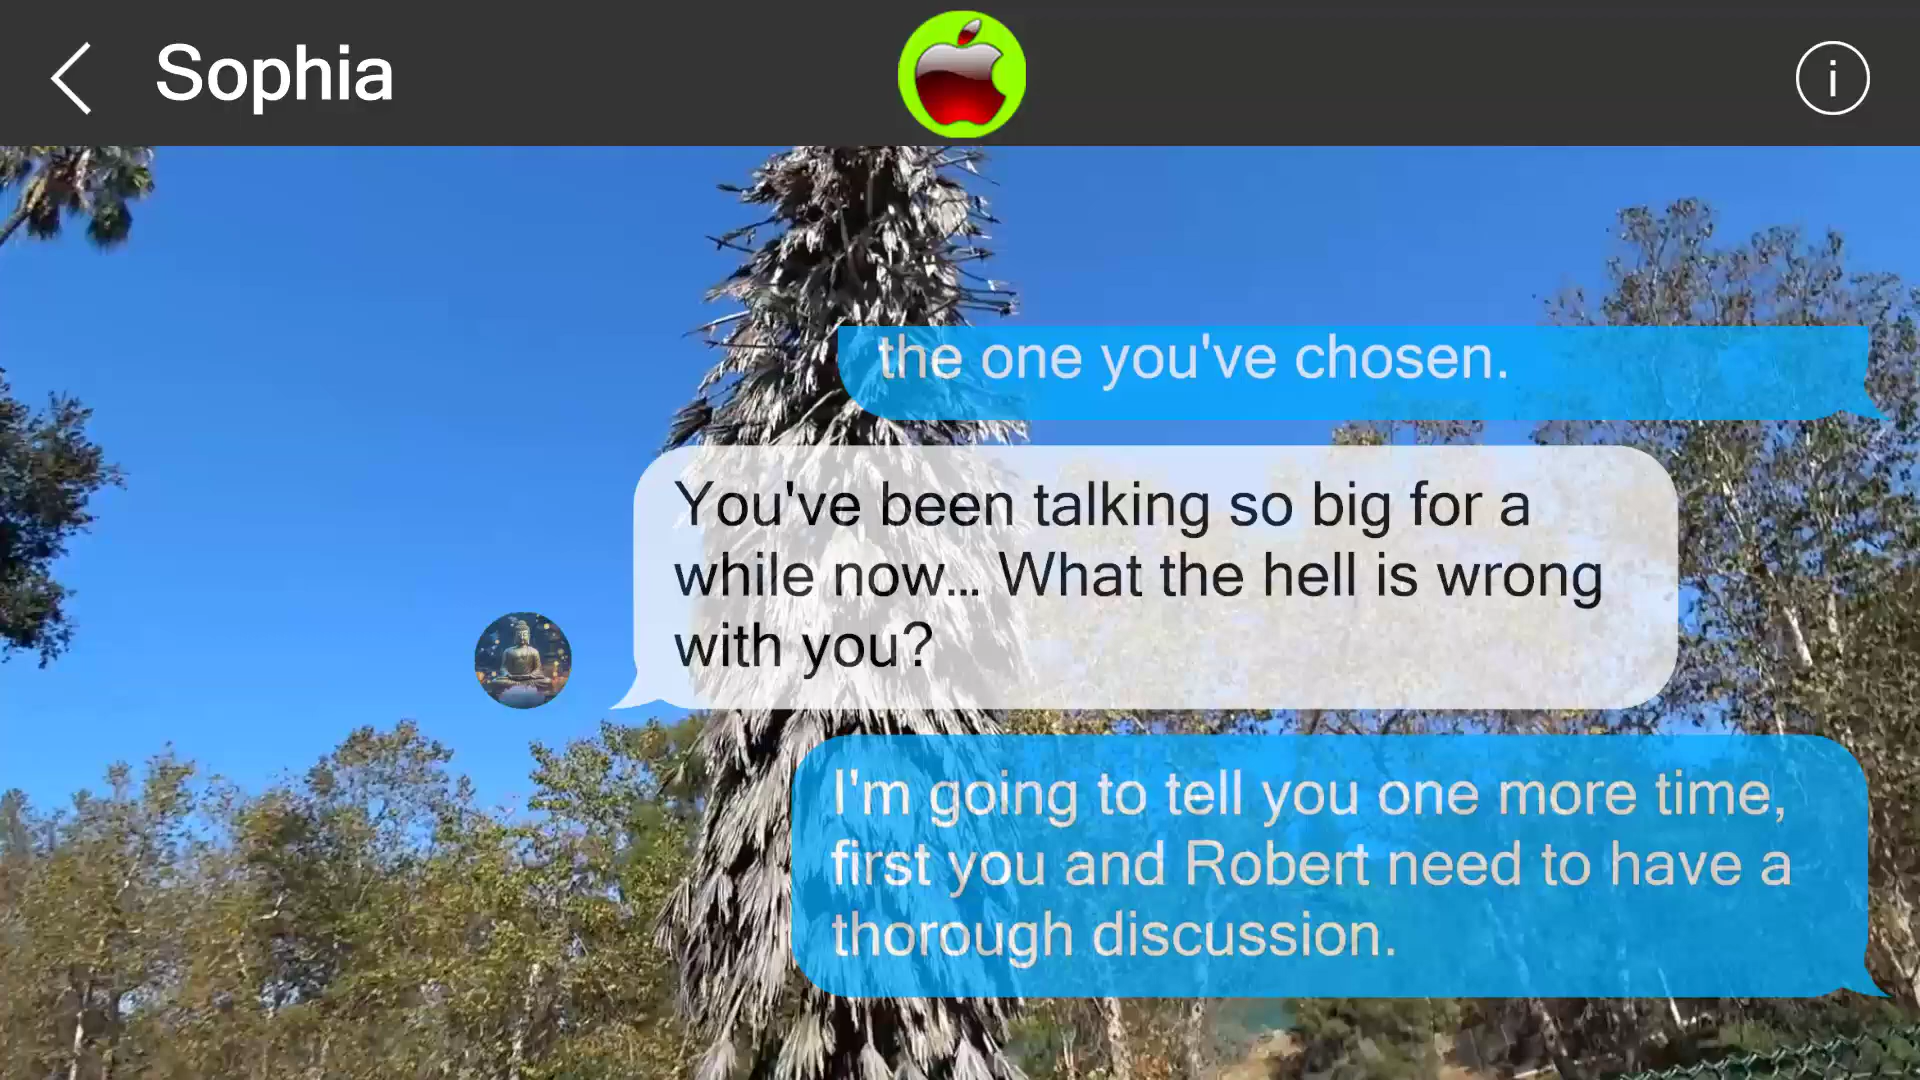 Sophia
the one you've chosen.
You've been talking so big for a
while now... What the hell is wrong
with you?
I'm going to tell you one more time,
first you and Robert need to have a
thorough discussion.